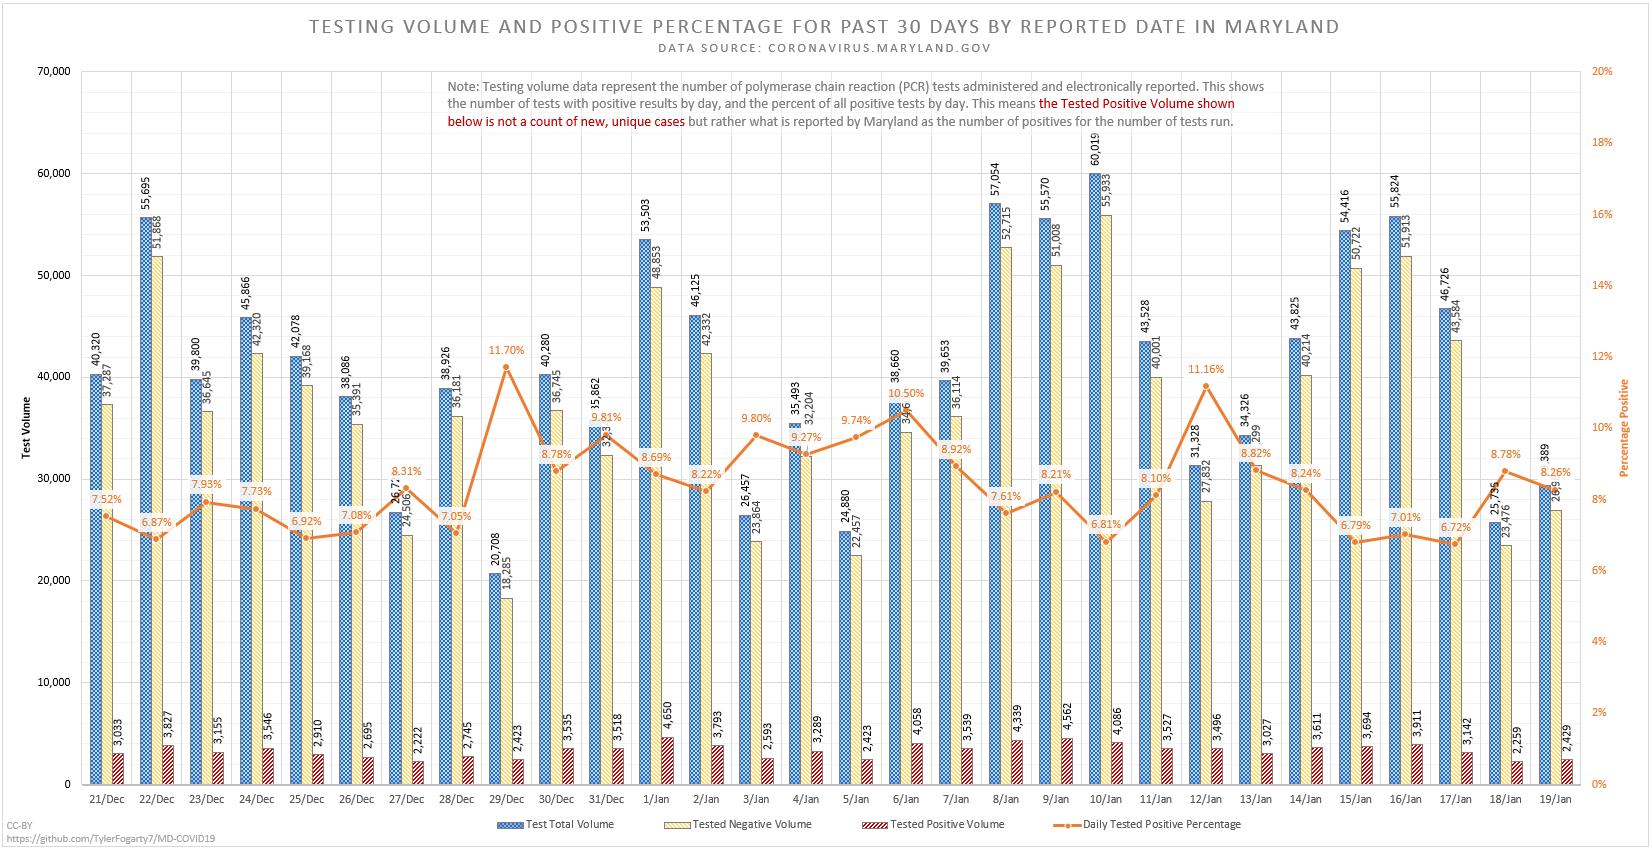 TESTING VOLUME AND POSITIVE PERCENTAGE FOR PAST 30 DAYS BY REPORTED DATE IN MARYLAND
DATA SOURCE: CORONAVIRUS.MARYLAND.GOV
Note: Testing volume data represent the number of polymerase chain reaction (PCR) tests administered and electronically reported. This shows
the number of tests with positive results by day, and the percent of all positive tests by day. This means the Tested Positive Volume shown
below is not a count of new, unique cases but rather what is reported by Maryland as the number of positives for the number of tests run.
Test Volume
70,000
60,000
50,000
40,000
30,000
20,000
10,000
0
Percentage Positive
20%
18%
16%
14%
12%
10%
8%
6%
4%
2%
0%
40,320 37,287 7.52% 3,033
55,695 51,868 6.87% 3,827
39,800 36,645 7.93% 3,155
45,866 42,320 7.73% 3,546
42,078 39,168 6.92% 2,910
38,086 35,391 7.08% 2,695
24,506 8.31% 2,222
38,926 36,181 7.05% 2,745
20,708 18,285 11.70% 2,423
40,280 36,745 8.78% 3,535
35,862 9.81% 3,518
53,503 48,853 8.69% 4,650
46,125 42,332 8.22% 3,793
26,457 23,864 9.80% 2,593
35,493 32,204 9.27% 3,289
24,880 22,457 9.74% 2,423
38,660 10.50% 4,058
39,653 36,114 8.92% 3,539
57,054 52,715 7.61% 4,339
55,570 51,008 8.21% 4,562
60,019 55,933 6.81% 4,086
43,528 40,001 8.10% 3,527
31,328 27,832 11.16% 3,496
34,326 8.82% 3,027
43,825 40,214 8.24% 3,611
54,416 50,722 6.79% 3,694
55,824 51,913 7.01% 3,911
46,726 43,584 6.72% 3,142
25,735 23,476 8.78% 2,259
8.26% 2,429
21/Dec 22/Dec 23/Dec 24/Dec 25/Dec 26/Dec 27/Dec 28/Dec 29/Dec 30/Dec 31/Dec 1/Jan 2/Jan 3/Jan 4/Jan 5/Jan 6/Jan 7/Jan 8/Jan 9/Jan 10/Jan 11/Jan 12/Jan 13/Jan 14/Jan 15/Jan 16/Jan 17/Jan 18/Jan 19/Jan
Test Total Volume Tested Negative Volume Tested Positive Volume Daily Tested Positive Percentage
CC-BY
https://github.com/TylerFogarty7/MD-COVID19